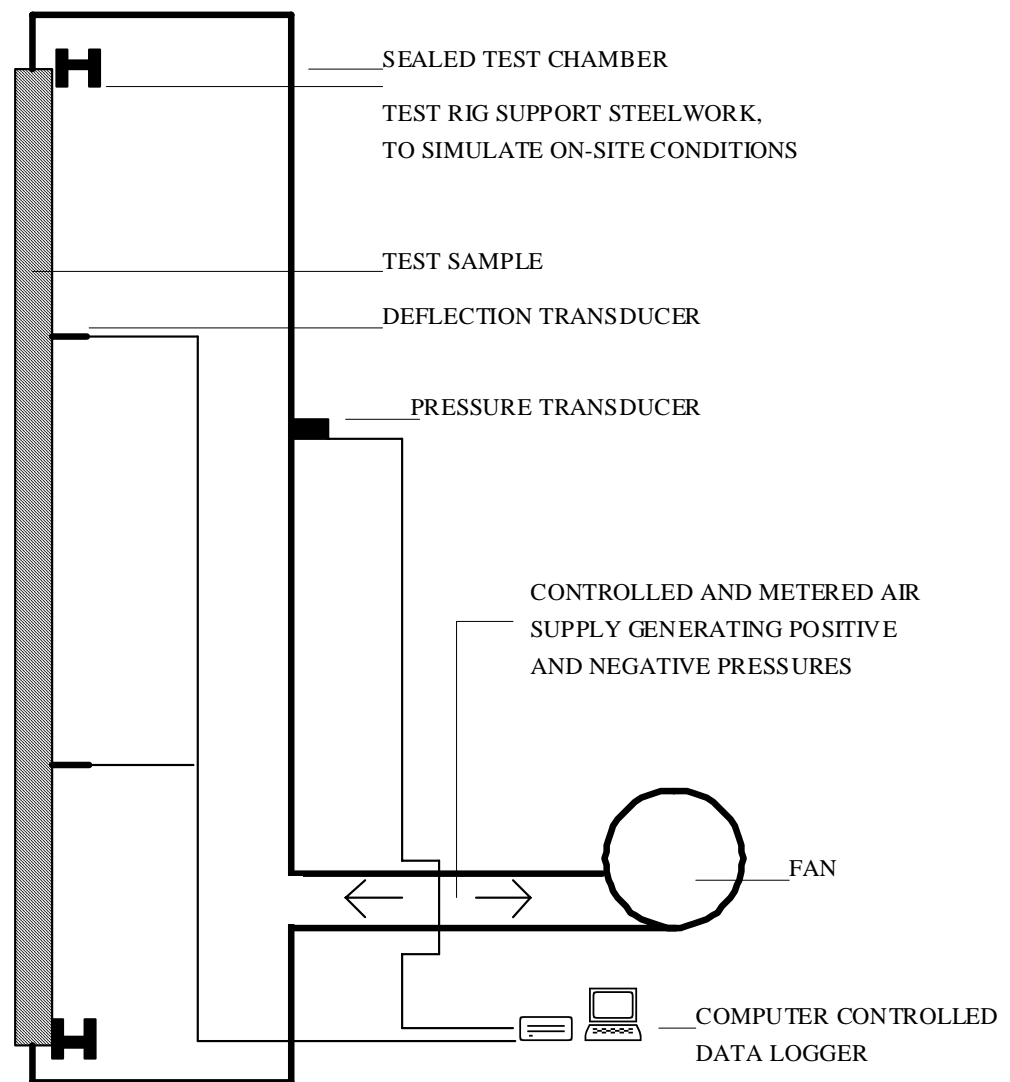 SEALED TEST CHAMBER
TEST RIG SUPPORT STEELWORK,
TO SIMULATE ON-SITE CONDITIONS
TEST SAMPLE
DEFLECTION TRANSDUCER
PRESSURE TRANSDUCER
CONTROLLED AND METERED AIR
SUPPLY GENERATING POSITIVE
AND NEGATIVE PRESSURES
FAN
COMPUTER CONTROLLED
DATA LOGGER